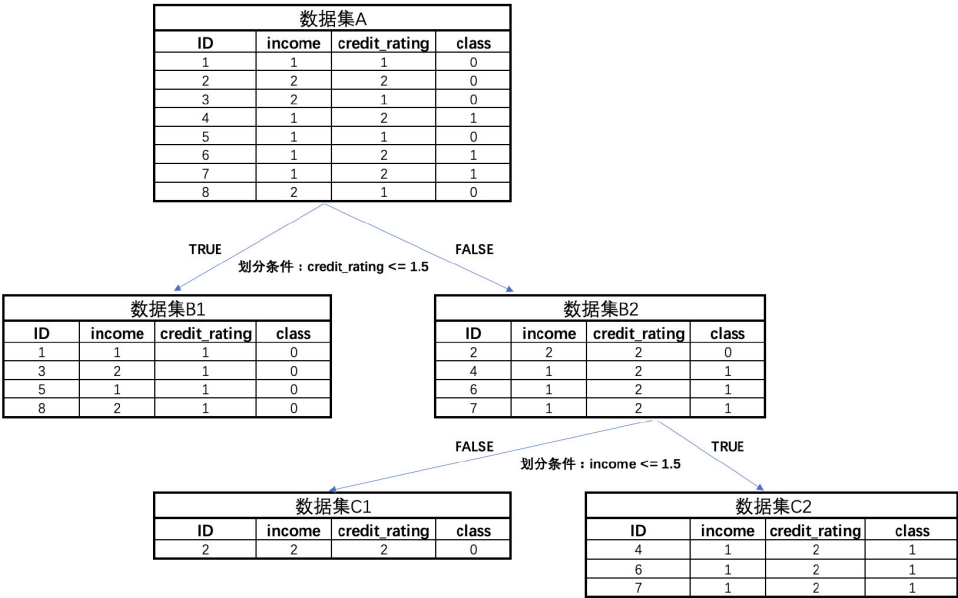 数据集A
ID income credit_rating class
1 1 1 0
2 2 2 0
3 2 1 0
4 1 2 1
5 1 1 0
6 1 2 1
7 1 2 1
8 2 1 0
TRUE FALSE
划分条件：credit_rating <= 1.5
数据集B1
ID income credit_rating class
1 1 1 0
3 2 1 0
5 1 1 0
8 2 1 0
数据集B2
ID income credit_rating class
2 2 2 0
4 1 2 1
6 1 2 1
7 1 2 1
FALSE TRUE
划分条件：income <= 1.5
数据集C1
ID income credit_rating class
2 2 2 0
数据集C2
ID income credit_rating class
4 1 2 1
6 1 2 1
7 1 2 1